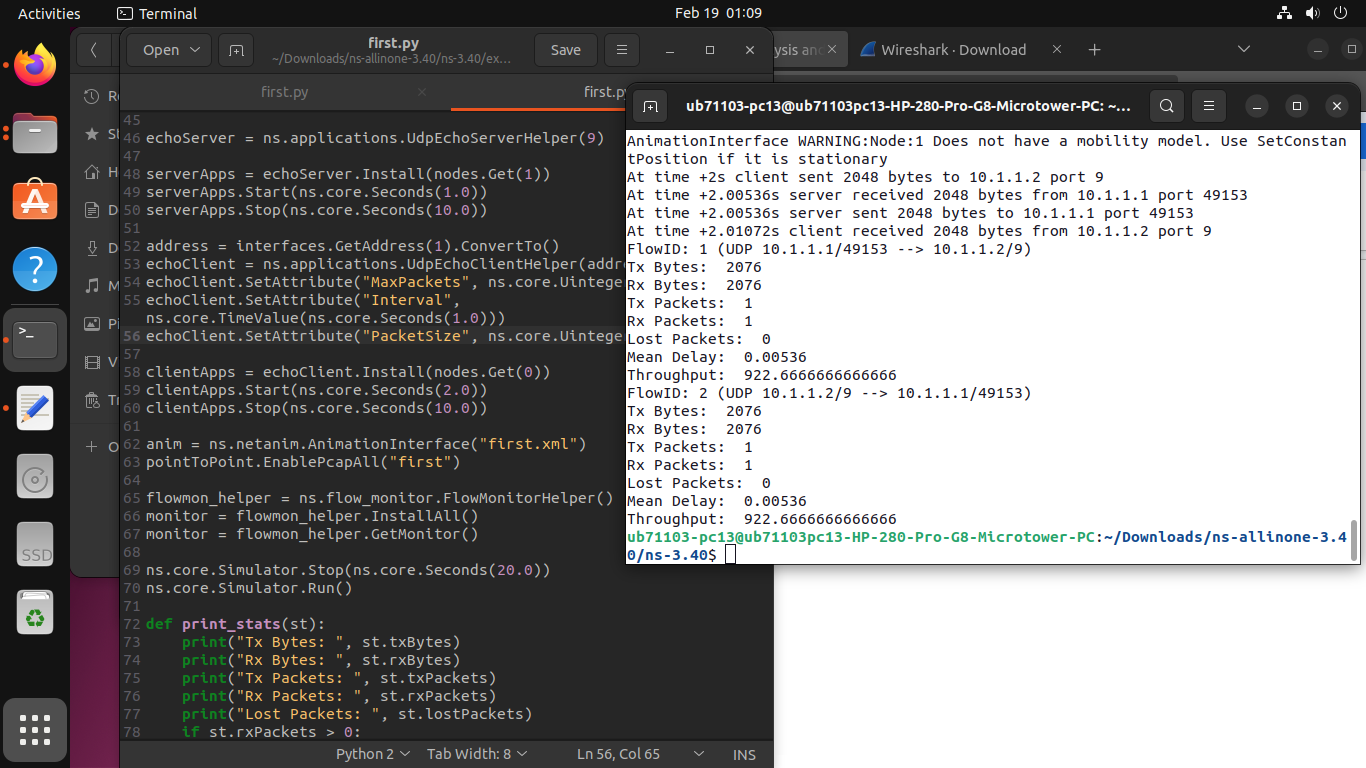 Activities
Terminal
Feb 19 01:09
Open
first.py
~/Downloads/ns-allinone-3.40/ns-3.40/ex...
Save
ysis and
Wireshark · Download
first.py
first.py
45
46 echoServer = ns.applications.UdpEchoServerHelper(9)
47
48 serverApps = echoServer.Install(nodes.Get(1))
49 serverApps.Start(ns.core.Seconds(1.0))
50 serverApps.Stop(ns.core.Seconds(10.0))
51
52 address = interfaces.GetAddress(1).ConvertTo()
53 echoClient = ns.applications.UdpEchoClientHelper(addre
54 echoClient.SetAttribute("MaxPackets", ns.core.Uintege
55 echoClient.SetAttribute("Interval",
ns.core.TimeValue(ns.core.Seconds(1.0)))
56 echoClient.SetAttribute("PacketSize", ns.core.Uintege
57
58 clientApps = echoClient.Install(nodes.Get(0))
59 clientApps.Start(ns.core.Seconds(2.0))
60 clientApps.Stop(ns.core.Seconds(10.0))
61
62 anim = ns.netanim.AnimationInterface("first.xml")
63 pointToPoint.EnablePcapAll("first")
64
65 flowmon_helper = ns.flow_monitor.FlowMonitorHelper()
66 monitor = flowmon_helper.InstallAll()
67 monitor = flowmon_helper.GetMonitor()
68
69 ns.core.Simulator.Stop(ns.core.Seconds(20.0))
70 ns.core.Simulator.Run()
71
72 def print_stats(st):
73     print("Tx Bytes: ", st.txBytes)
74     print("Rx Bytes: ", st.rxBytes)
75     print("Tx Packets: ", st.txPackets)
76     print("Rx Packets: ", st.rxPackets)
77     print("Lost Packets: ", st.lostPackets)
78     if st.rxPackets > 0:
Python 2
Tab Width: 8
Ln 56, Col 65
INS
ub71103-pc13@ub71103pc13-HP-280-Pro-G8-Microtower-PC: ~...
AnimationInterface WARNING:Node:1 Does not have a mobility model. Use SetConstan
tPosition if it is stationary
At time +2s client sent 2048 bytes to 10.1.1.2 port 9
At time +2.00536s server received 2048 bytes from 10.1.1.1 port 49153
At time +2.00536s server sent 2048 bytes to 10.1.1.1 port 49153
At time +2.01072s client received 2048 bytes from 10.1.1.2 port 9
FlowID: 1 (UDP 10.1.1.1/49153 --> 10.1.1.2/9)
Tx Bytes:  2076
Rx Bytes:  2076
Tx Packets:  1
Rx Packets:  1
Lost Packets:  0
Mean Delay:  0.00536
Throughput:  922.6666666666666
FlowID: 2 (UDP 10.1.1.2/9 --> 10.1.1.1/49153)
Tx Bytes:  2076
Rx Bytes:  2076
Tx Packets:  1
Rx Packets:  1
Lost Packets:  0
Mean Delay:  0.00536
Throughput:  922.6666666666666
ub71103-pc13@ub71103pc13-HP-280-Pro-G8-Microtower-PC:~/Downloads/ns-allinone-3.4
0/ns-3.40$
SSD